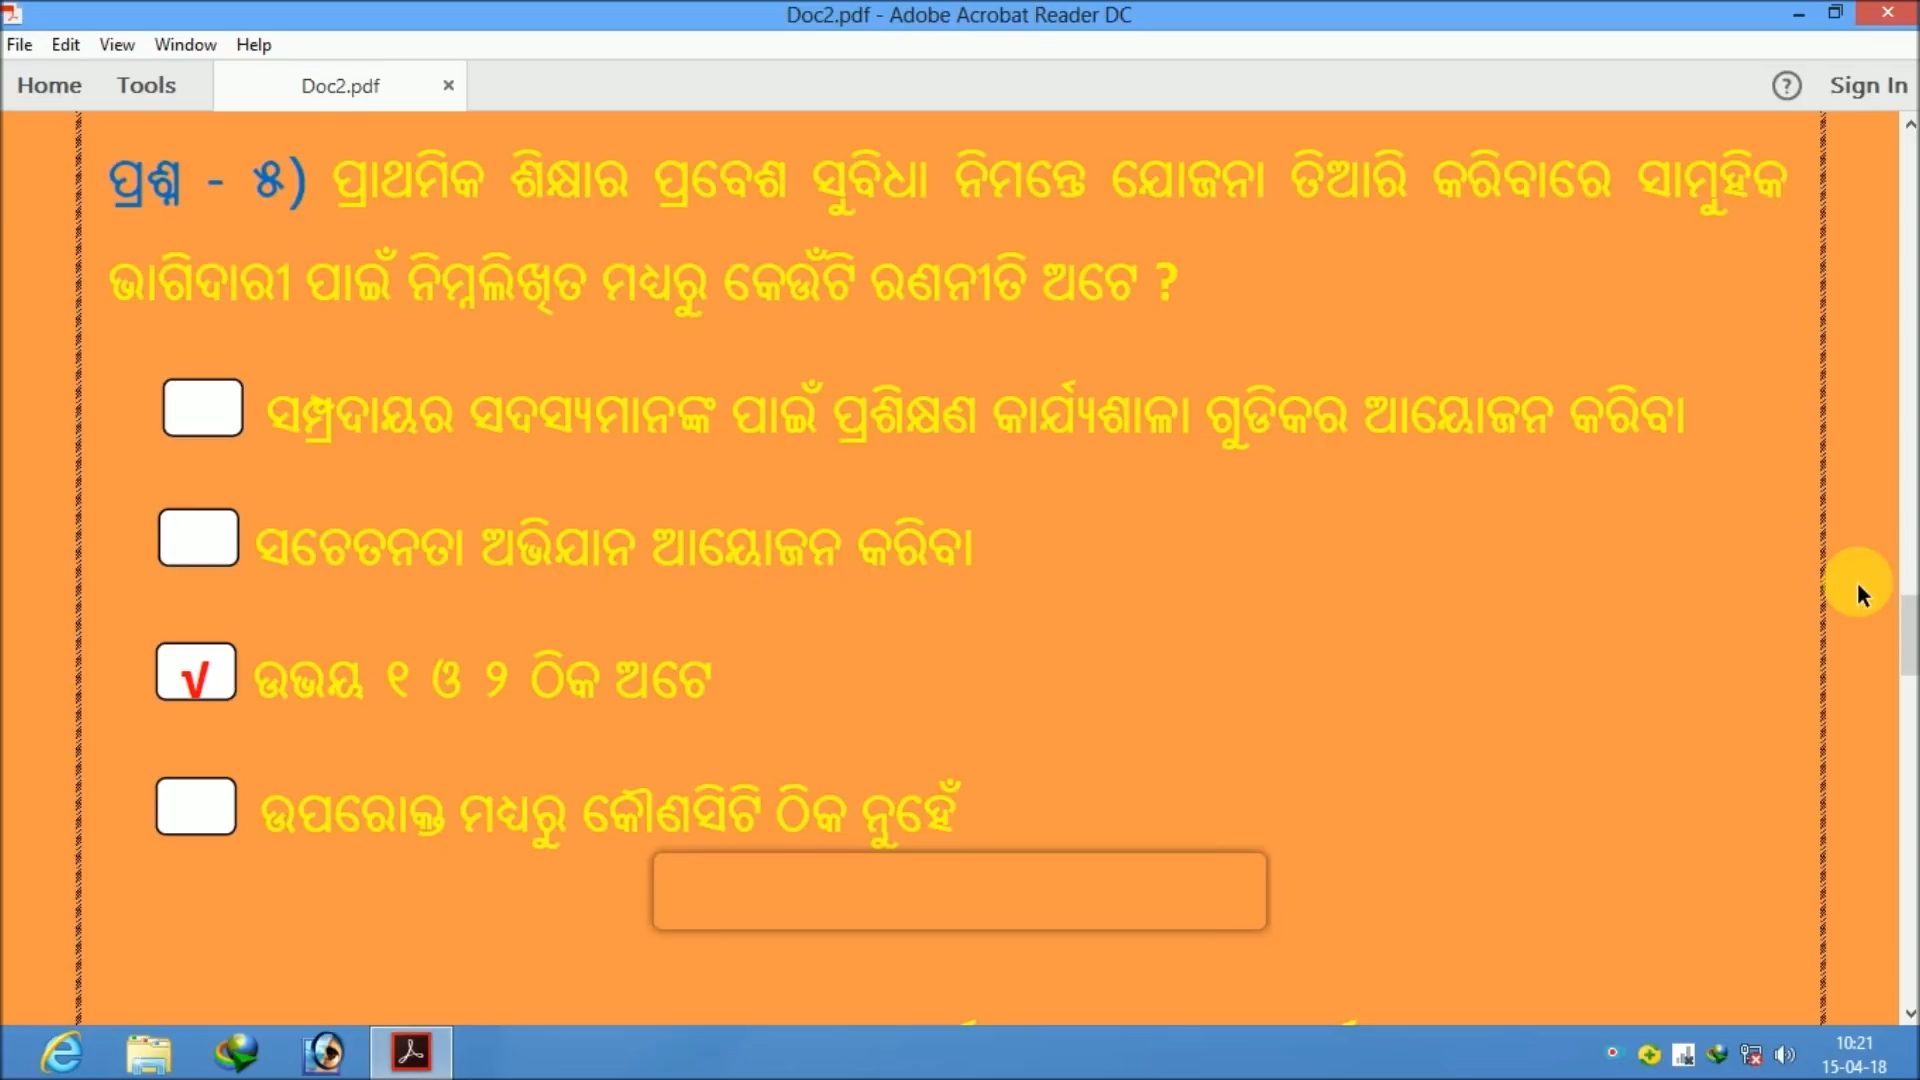 Doc2.pdf - Adobe Acrobat Reader DC
File Edit View Window Help
Home Tools Doc2.pdf × ? Sign In
ପ୍ରଶ୍ନ - ୫) ପ୍ରାଥମିକ ଶିକ୍ଷାର ପ୍ରବେଶ ସୁବିଧା ନିମନ୍ତେ ଯୋଜନା ତିଆରି କରିବାରେ ସାମୁହିକ
ଭାଗିଦାରୀ ପାଇଁ ନିମ୍ନଲିଖିତ ମଧ୍ୟରୁ କେଉଁଟି ରଣନୀତି ଅଟେ ?
ସମ୍ପ୍ରଦାୟର ସଦସ୍ୟମାନଙ୍କ ପାଇଁ ପ୍ରଶିକ୍ଷଣ କାର୍ଯ୍ୟଶାଳା ଗୁଡିକର ଆୟୋଜନ କରିବା
ସଚେତନତା ଅଭିଯାନ ଆୟୋଜନ କରିବା
√ ଉଭୟ ୧ ଓ ୨ ଠିକ ଅଟେ
ଉପରୋକ୍ତ ମଧ୍ୟରୁ କୌଣସିଟି ଠିକ ନୁହେଁ
10:21
15-04-18